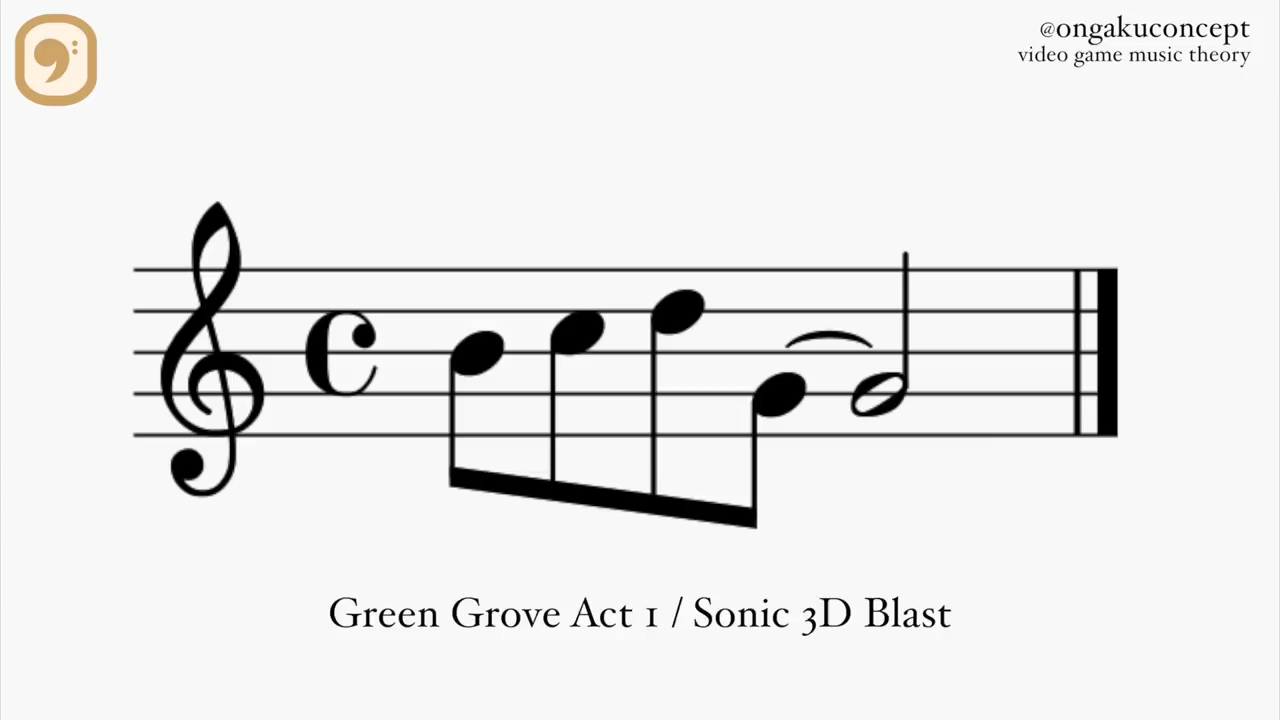 @ongakuconcept
video game music theory
Green Grove Act 1 / Sonic 3D Blast